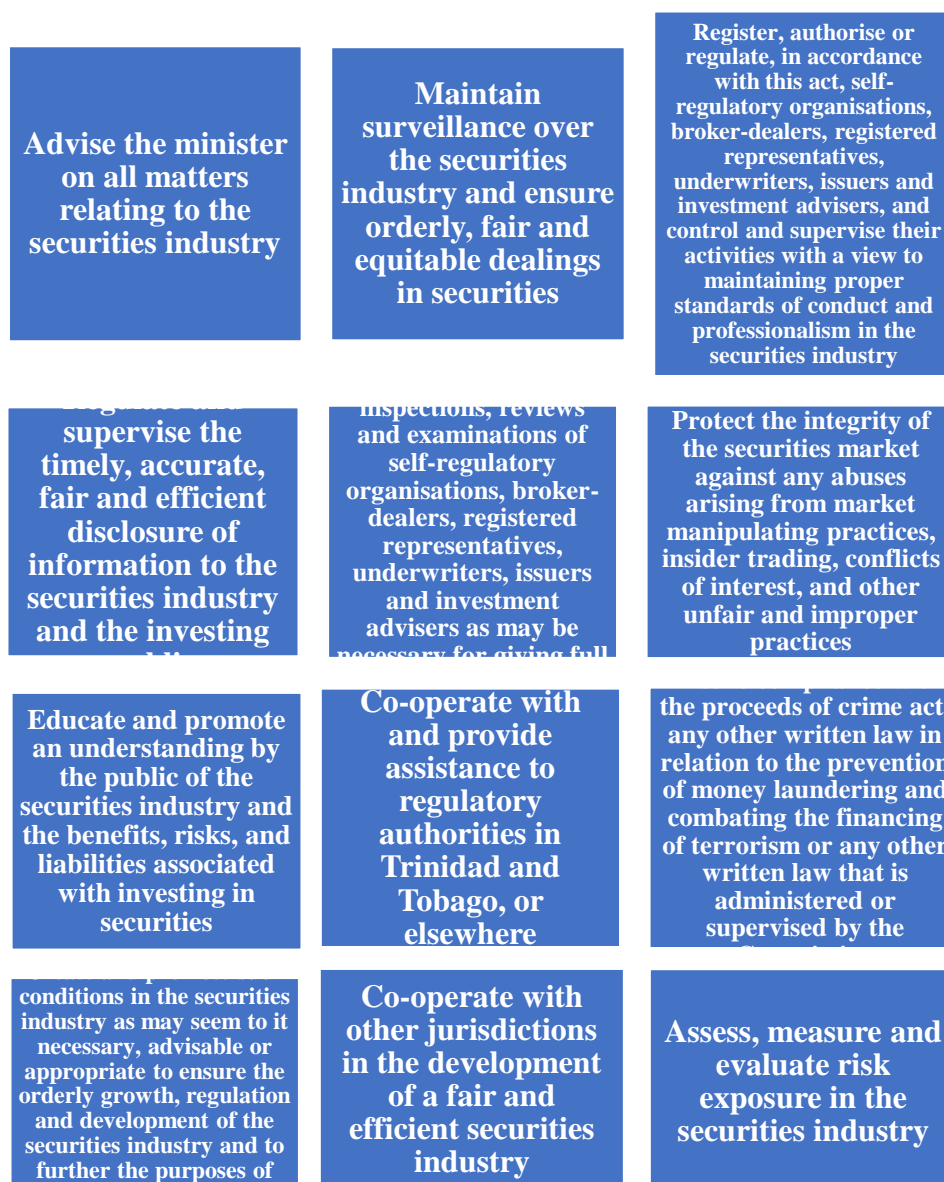 Advise the minister
on all matters
relating to the
securities industry
Maintain
surveillance over
the securities
industry and ensure
orderly, fair and
equitable dealings
in securities
Register, authorise or
regulate, in accordance
with this act, self-
regulatory organisations,
broker-dealers, registered
representatives,
underwriters, issuers and
investment advisers, and
control and supervise their
activities with a view to
maintaining proper
standards of conduct and
professionalism in the
securities industry
supervise the
timely, accurate,
fair and efficient
disclosure of
information to the
securities industry
and the investing
inspections, reviews
and examinations of
self-regulatory
organisations, broker-
dealers, registered
representatives,
underwriters, issuers
and investment
advisers as may be
necessary for giving full
Protect the integrity of
the securities market
against any abuses
arising from market
manipulating practices,
insider trading, conflicts
of interest, and other
unfair and improper
practices
Educate and promote
an understanding by
the public of the
securities industry and
the benefits, risks, and
liabilities associated
with investing in
securities
Co-operate with
and provide
assistance to
regulatory
authorities in
Trinidad and
Tobago, or
elsewhere
the proceeds of crime act,
any other written law in
relation to the prevention
of money laundering and
combating the financing
of terrorism or any other
written law that is
administered or
supervised by the
conditions in the securities
industry as may seem to it
necessary, advisable or
appropriate to ensure the
orderly growth, regulation
and development of the
securities industry and to
further the purposes of
Co-operate with
other jurisdictions
in the development
of a fair and
efficient securities
industry
Assess, measure and
evaluate risk
exposure in the
securities industry